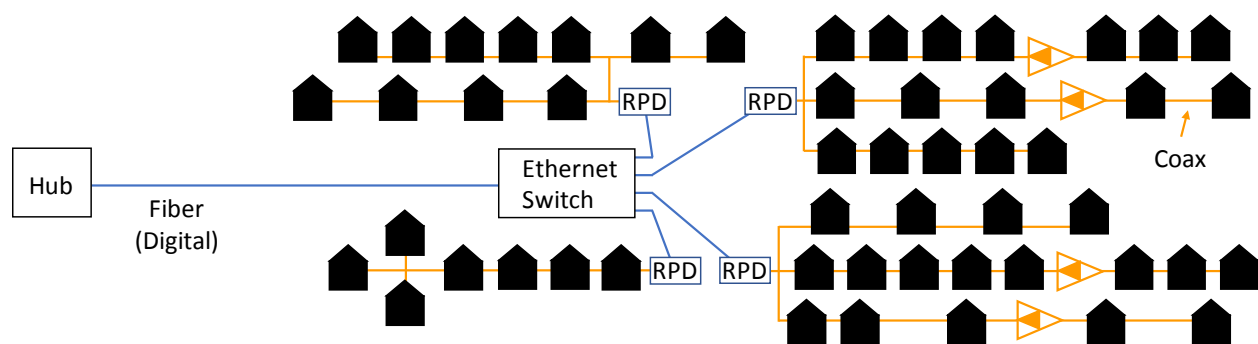 RPD
RPD
Coax
Hub
Ethernet
Switch
Fiber
(Digital)
RPD
RPD